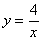 y = 4/x